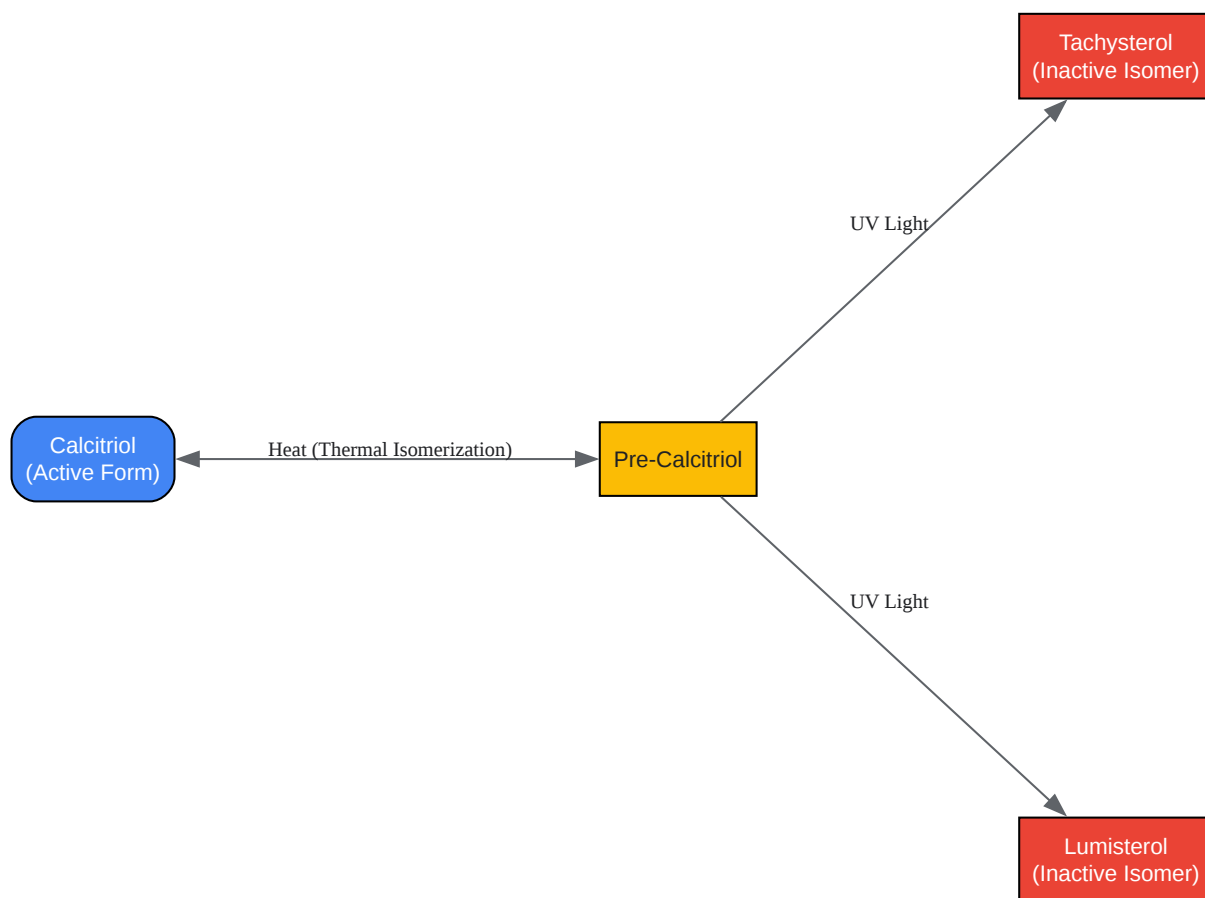 Tachysterol
(Inactive Isomer)
UV Light
Calcitriol
(Active Form)
Heat (Thermal Isomerization)
Pre-Calcitriol
UV Light
Lumisterol
(Inactive Isomer)